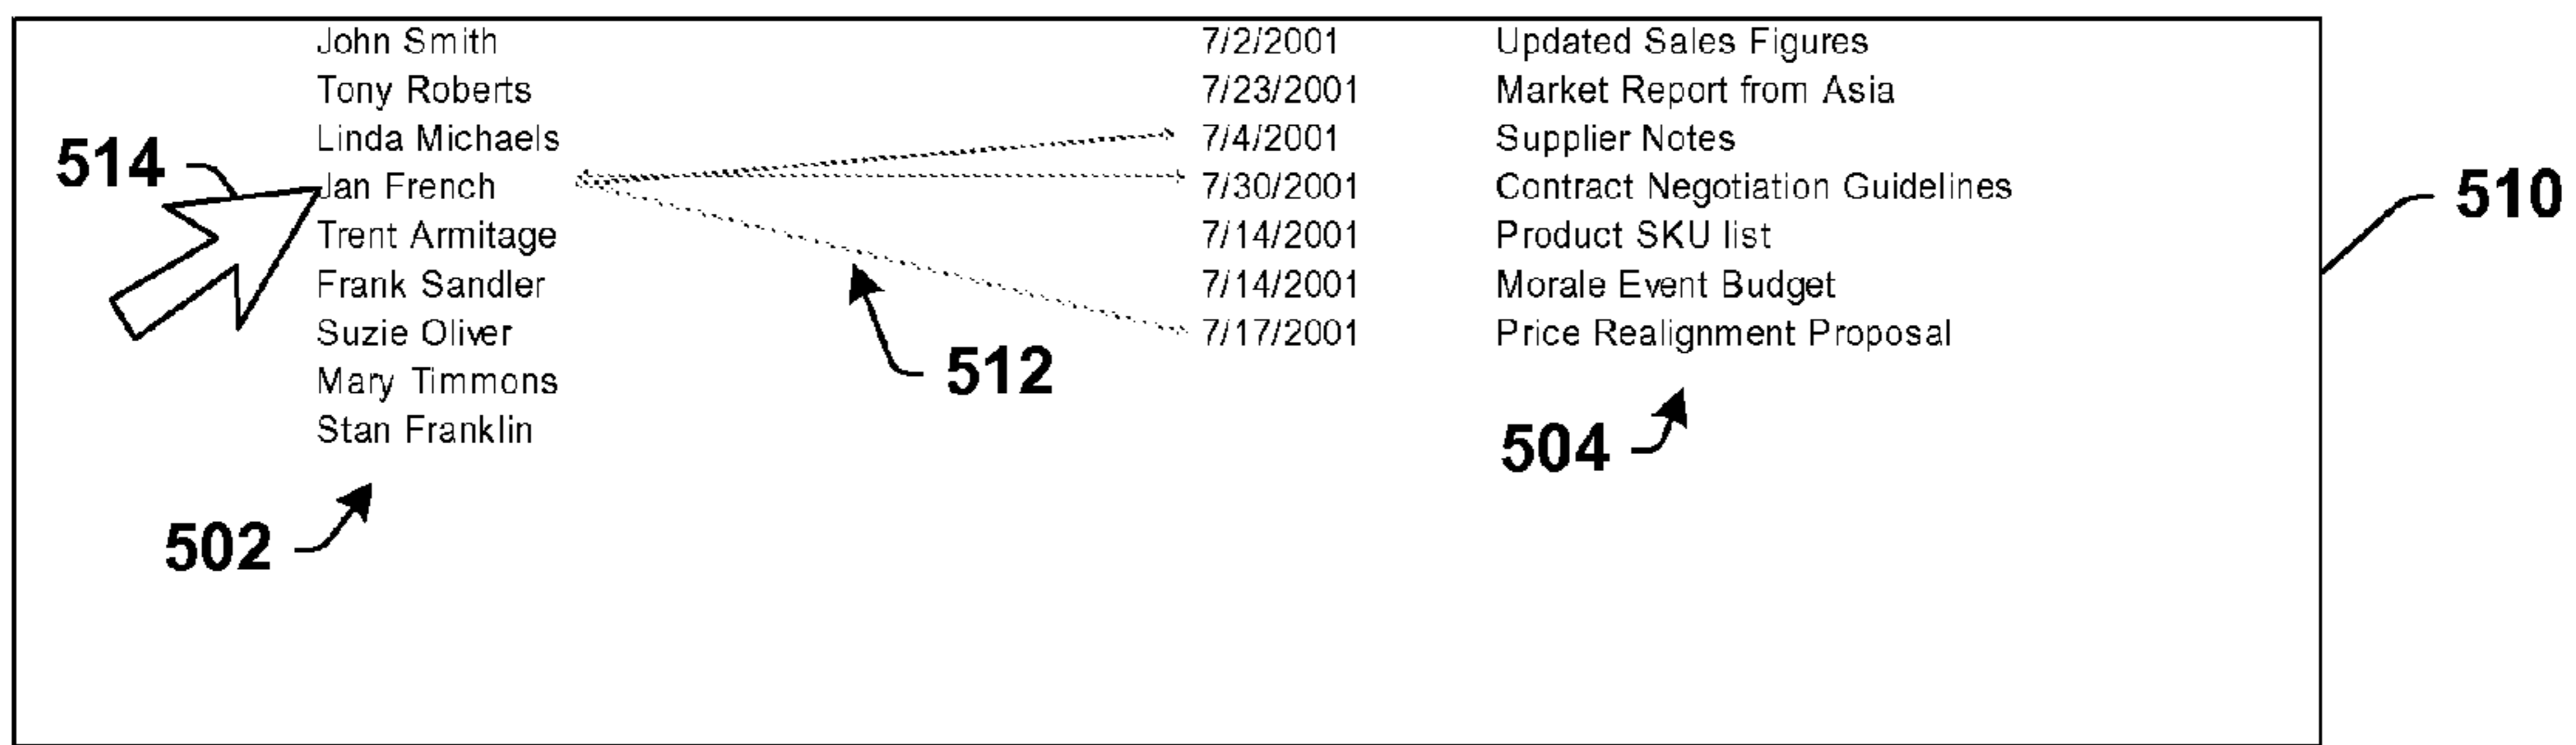 John Smith 7/2/2001 Updated Sales Figures
Tony Roberts 7/23/2001 Market Report from Asia
Linda Michaels 7/4/2001 Supplier Notes
514
Jan French 7/30/2001 Contract Negotiation Guidelines
510
Trent Armitage 7/14/2001 Product SKU list
Frank Sandler 7/14/2001 Morale Event Budget
Suzie Oliver 7/17/2001 Price Realignment Proposal
512
Mary Timmons
Stan Franklin
504
502